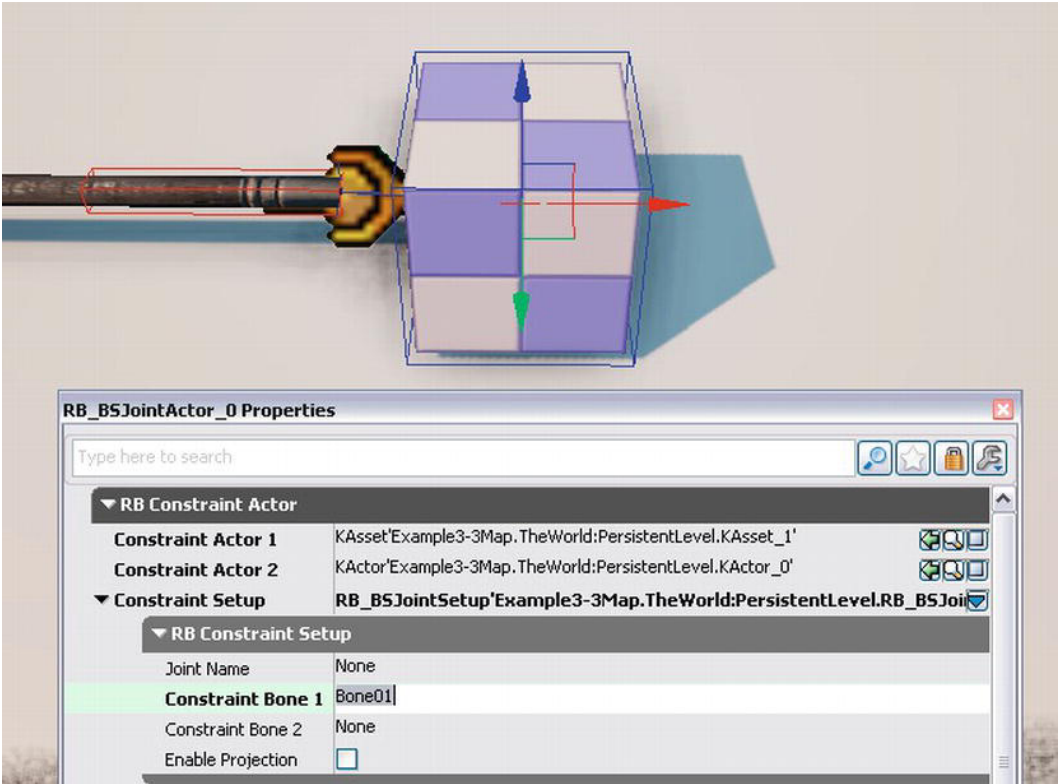 RB_BSJointActor_0 Properties
Type here to search
RB Constraint Actor
Constraint Actor 1 KAsset'Example3-3Map.TheWorld:PersistentLevel.KAsset_1'
Constraint Actor 2 KActor'Example3-3Map.TheWorld:PersistentLevel.KActor_0'
Constraint Setup RB_BSJointSetup'Example3-3Map.TheWorld:PersistentLevel.RB_BSJoin
RB Constraint Setup
Joint Name None
Constraint Bone 1 Bone01
Constraint Bone 2 None
Enable Projection